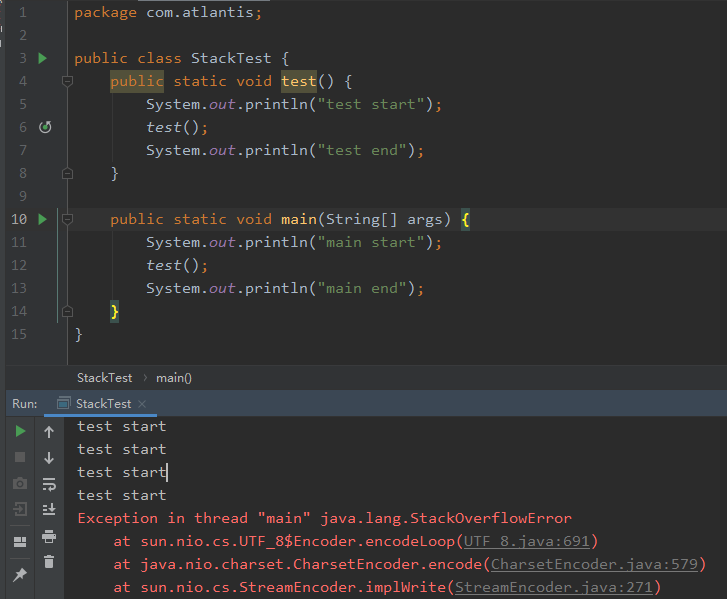 1 package com.atlantis;
2
3 public class StackTest {
4 public static void test() {
5 System.out.println("test start");
6 test();
7 System.out.println("test end");
8 }
9
10 public static void main(String[] args) {
11 System.out.println("main start");
12 test();
13 System.out.println("main end");
14 }
15 }
StackTest › main()
Run: StackTest ×
test start
test start
test start
test start
Exception in thread "main" java.lang.StackOverflowError
at sun.nio.cs.UTF_8$Encoder.encodeLoop(UTF_8.java:691)
at java.nio.charset.CharsetEncoder.encode(CharsetEncoder.java:579)
at sun.nio.cs.StreamEncoder.implWrite(StreamEncoder.java:271)